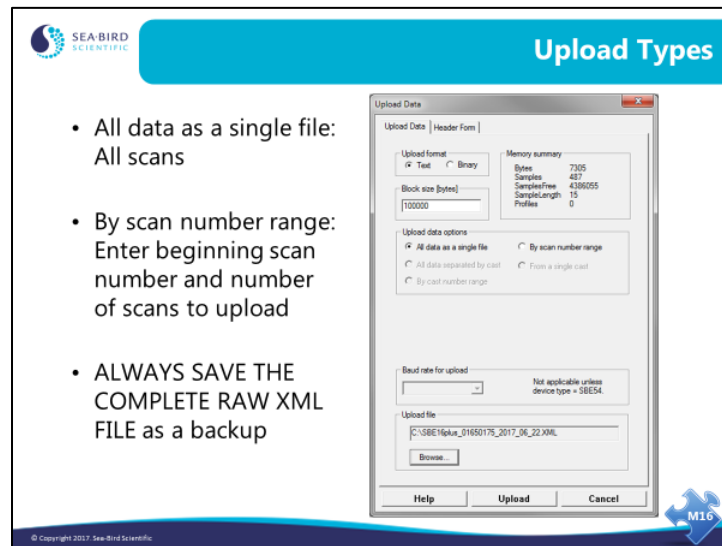 SEA·BIRD
SCIENTIFIC
Upload Types
• All data as a single file:
All scans
• By scan number range:
Enter beginning scan
number and number
of scans to upload
• ALWAYS SAVE THE
COMPLETE RAW XML
FILE as a backup
Upload Data
Upload Data
Header Form
Upload format
Text
Binary
Memory summary
Bytes 7305
Samples 487
SamplesFree 4386055
SampleLength 15
Profiles 0
Block size [bytes]
100000
Upload data options
All data as a single file
By scan number range
All data separated by cast
From a single cast
By cast number range
Baud rate for upload
Not applicable unless
device type = SBE54.
Upload file
C:\SBE16plus_01650175_2017_06_22.XML
Browse...
Help
Upload
Cancel
M16
© Copyright 2017. Sea-Bird Scientific